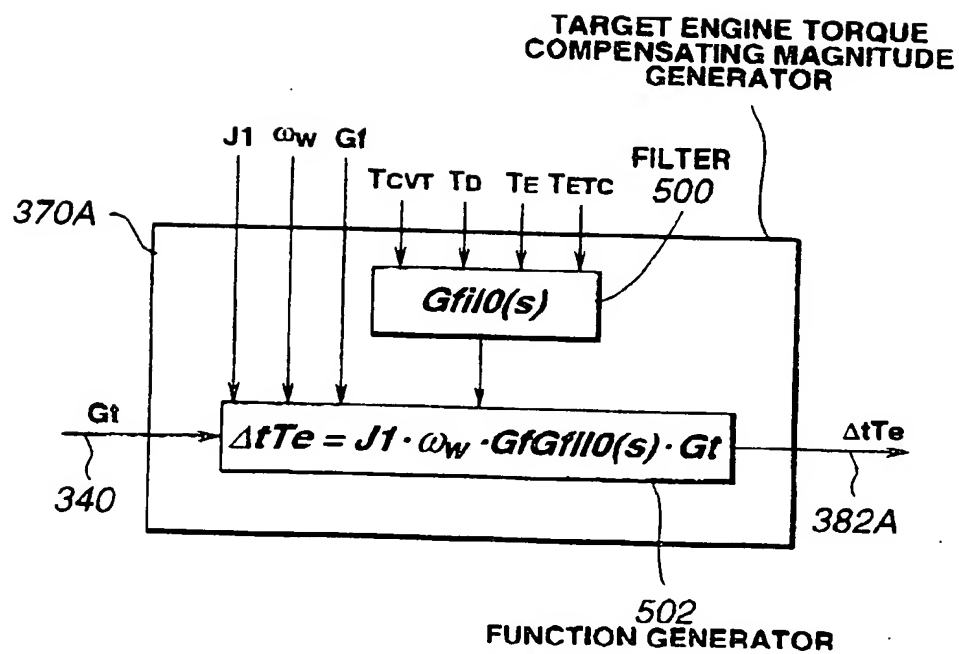 TARGET ENGINE TORQUE
COMPENSATING MAGNITUDE
GENERATOR
J1 ωw Gf
TCVT TD TE TETC
FILTER
500
370A
Gfil0(s)
Gt
ΔtTe = J1·ωw·GfGfil0(s)·Gt
ΔtTe
340
382A
502
FUNCTION GENERATOR